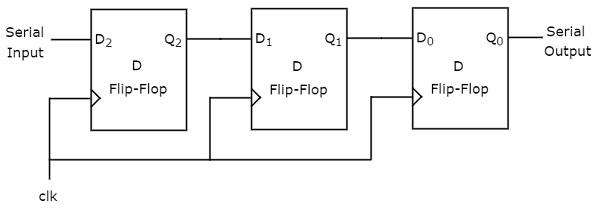 Serial
Input
D2
Q2
D
Flip-Flop
D1
Q1
D
Flip-Flop
D0
Q0
D
Flip-Flop
Serial
Output
clk